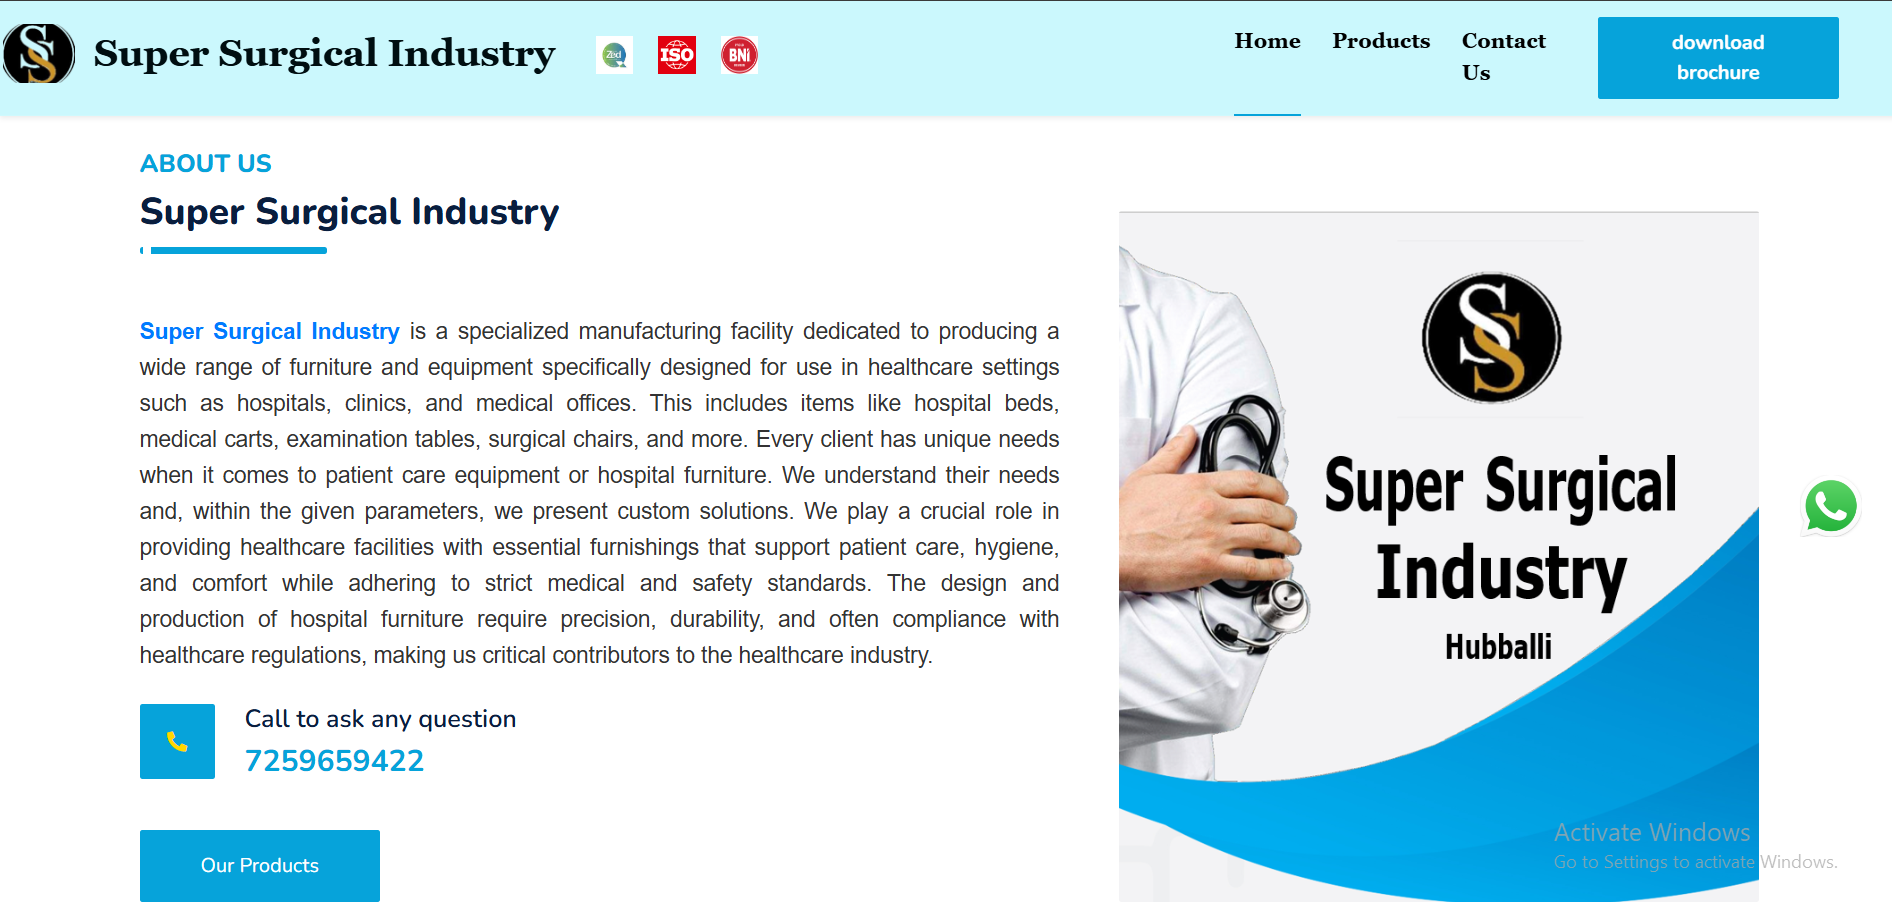 Super Surgical Industry
Zed
ISO
BNI
Home
Products
Contact
Us
download
brochure
ABOUT US
Super Surgical Industry
Super Surgical Industry is a specialized manufacturing facility dedicated to producing a
wide range of furniture and equipment specifically designed for use in healthcare settings
such as hospitals, clinics, and medical offices. This includes items like hospital beds,
medical carts, examination tables, surgical chairs, and more. Every client has unique needs
when it comes to patient care equipment or hospital furniture. We understand their needs
and, within the given parameters, we present custom solutions. We play a crucial role in
providing healthcare facilities with essential furnishings that support patient care, hygiene,
and comfort while adhering to strict medical and safety standards. The design and
production of hospital furniture require precision, durability, and often compliance with
healthcare regulations, making us critical contributors to the healthcare industry.
Call to ask any question
7259659422
Our Products
SS
Super Surgical
Industry
Hubballi
Activate Windows
Go to Settings to activate Windows.